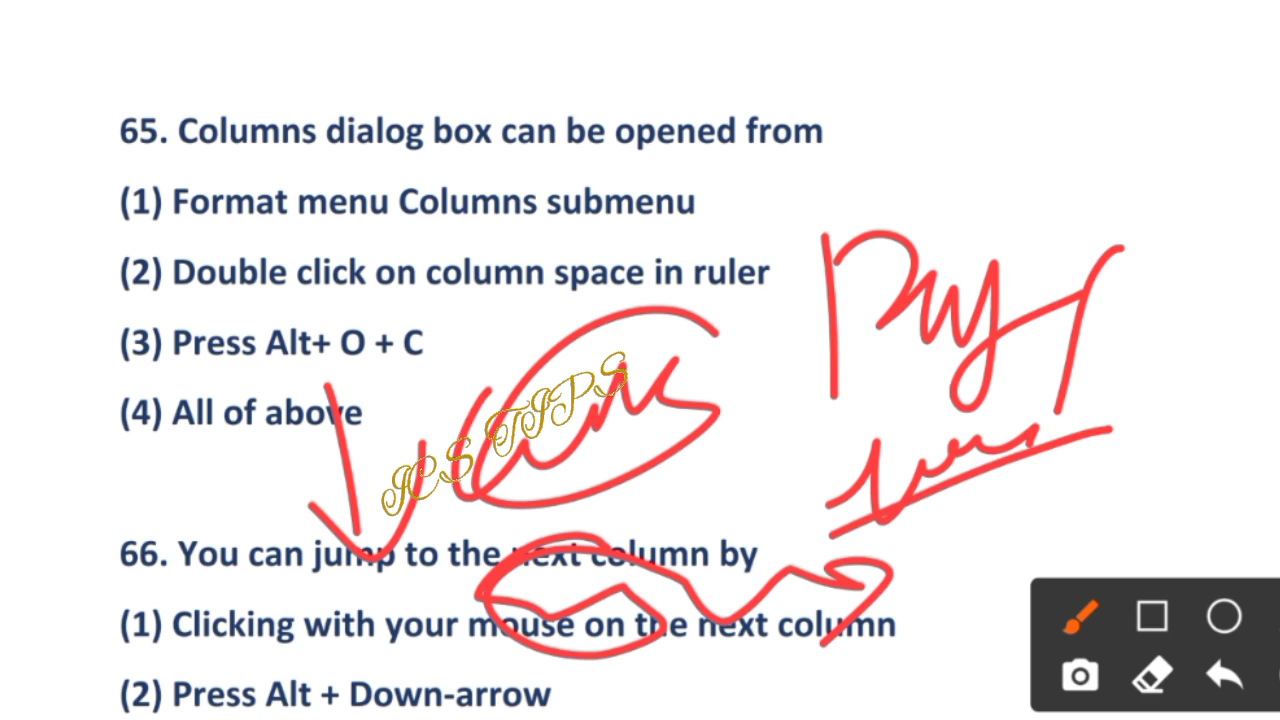 65. Columns dialog box can be opened from
(1) Format menu Columns submenu
(2) Double click on column space in ruler
(3) Press Alt+ O + C
(4) All of above
ICS TIPS
66. You can jump to the next column by
(1) Clicking with your mouse on the next column
(2) Press Alt + Down-arrow